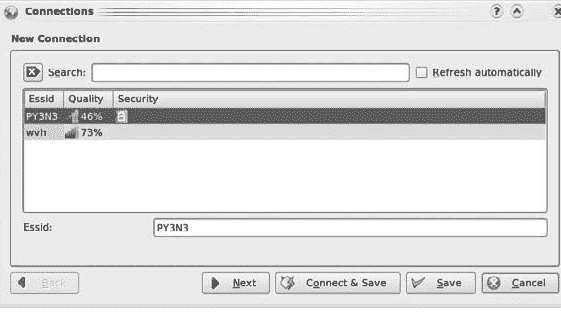 Connections
New Connection
Search:
Refresh automatically
Essid Quality Security
PY3N3 46%
wvh 73%
Essid: PY3N3
Back Next Connect & Save Save Cancel